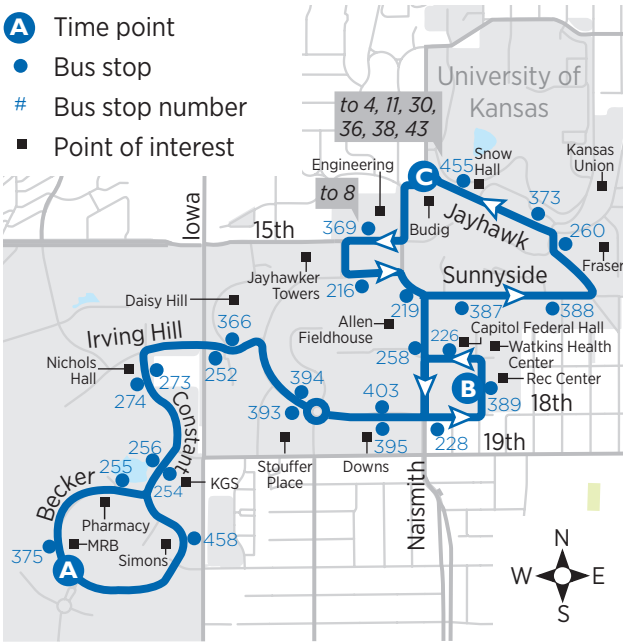 A Time point
Bus stop
# Bus stop number
Point of interest
University of
Kansas
to 4, 11, 30,
36, 38, 43
Engineering
to 8
C
455
Snow
Hall
Kansas
Union
Budig
Jayhawk
373
260
Fraser
Iowa
15th
369
Jayhawker
Towers
216
219
Sunnyside
387
388
Daisy Hill
Irving Hill
366
252
Allen
Fieldhouse
258
226
Capitol Federal Hall
Watkins Health
Center
Rec Center
B
389
18th
Nichols
Hall
273
274
Constant
394
393
403
395
228
19th
Stouffer
Place
Downs
Naismith
256
255
254
KGS
Becker
Pharmacy
MRB
Simons
458
375
A
N
W
E
S